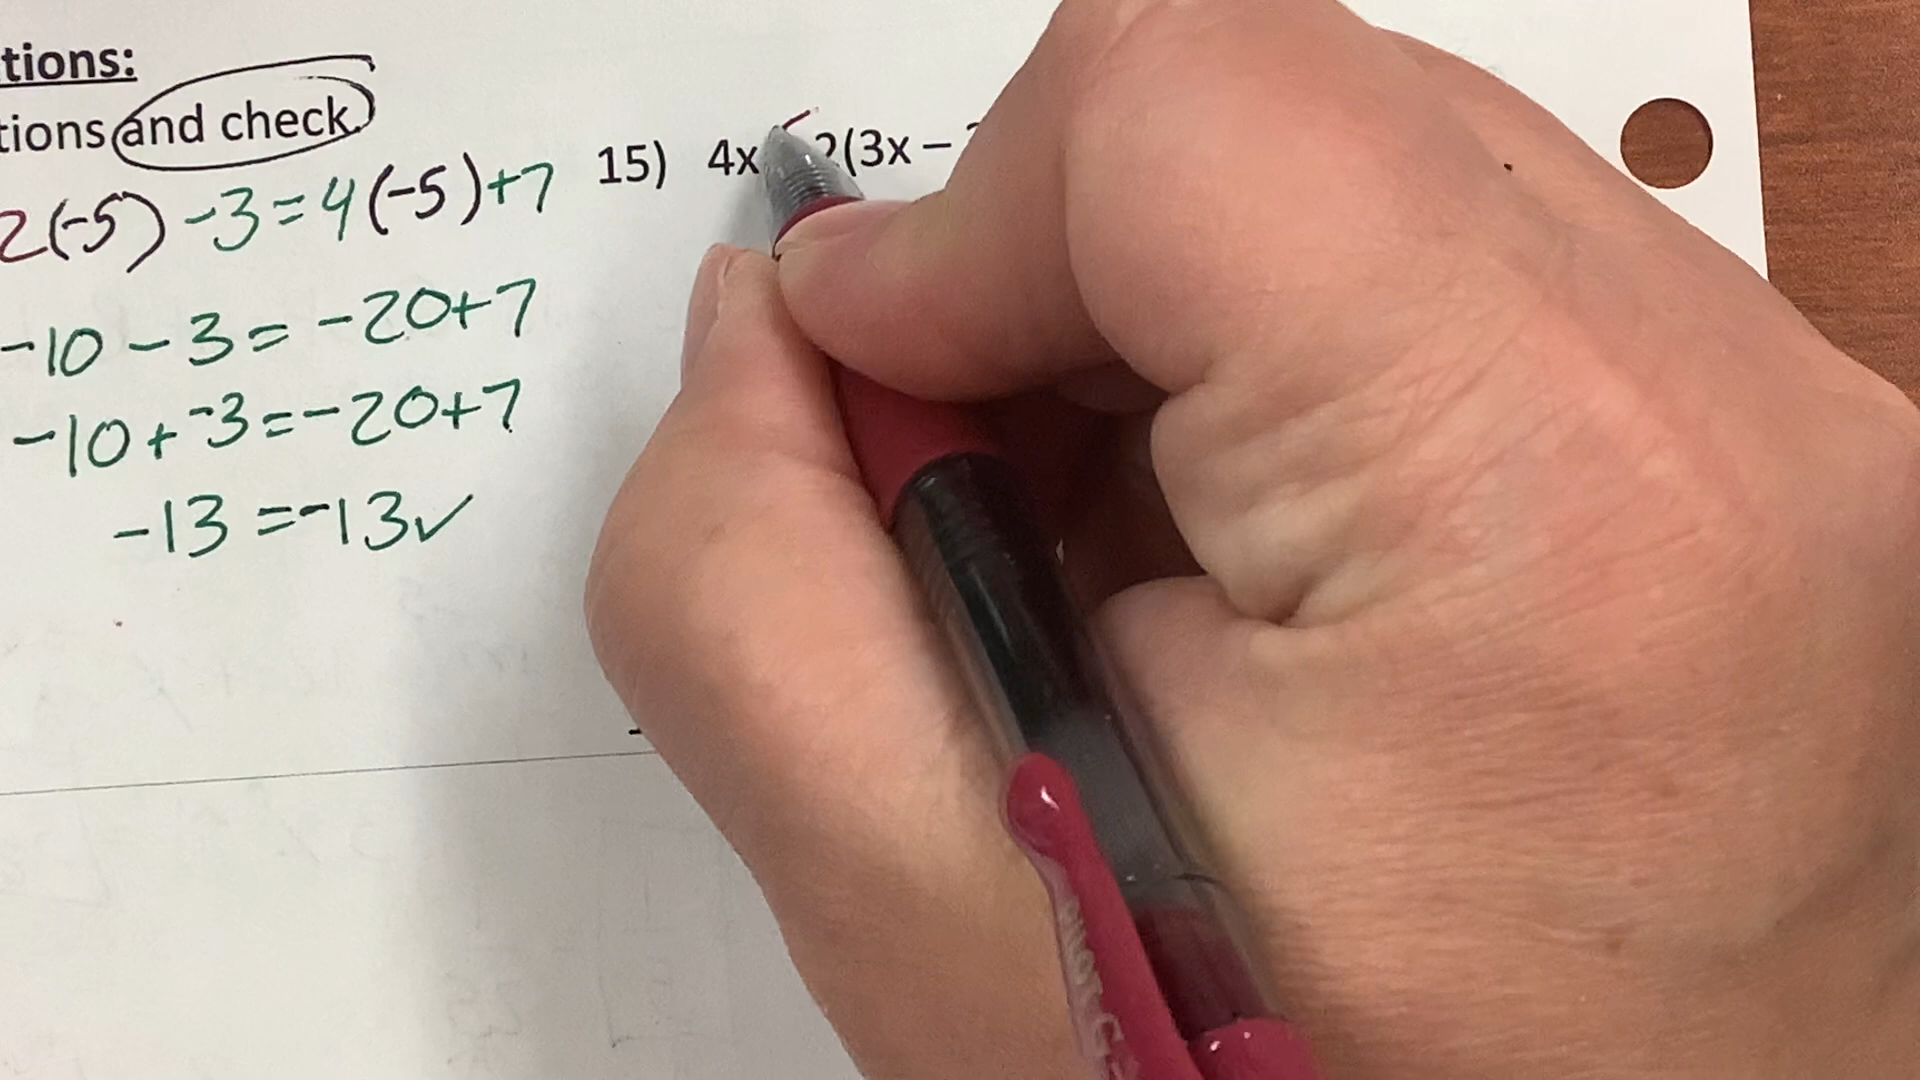 tions:
tions and check.
2(-5) -3=4(-5)+7
15) 4x 2(3x –
-10 - 3 = -20+7
-10+-3=-20+7
-13 =-13✓